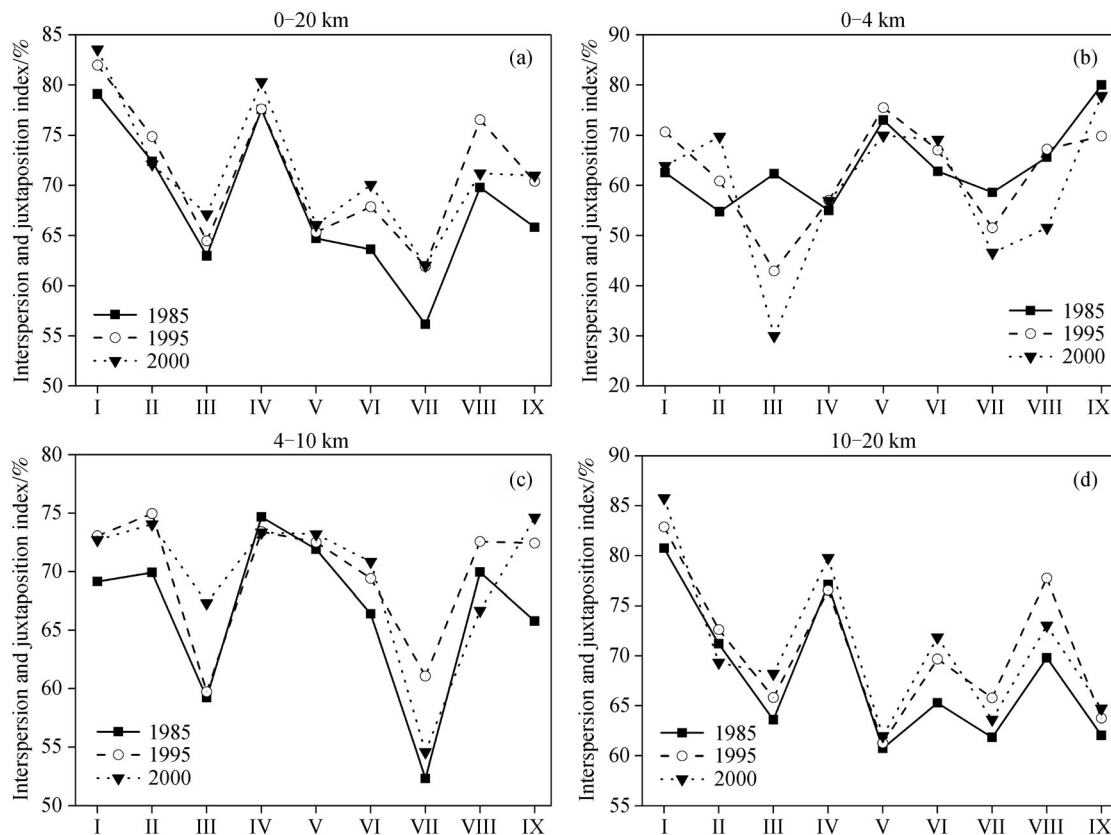 0−20 km
(a)
Interspersion and juxtaposition index/%
85
80
75
70
65
60
55
50
1985
1995
2000
I II III IV V VI VII VIII IX
0−4 km
(b)
Interspersion and juxtaposition index/%
90
80
70
60
50
40
30
20
1985
1995
2000
I II III IV V VI VII VIII IX
4−10 km
(c)
Interspersion and juxtaposition index/%
80
75
70
65
60
55
50
1985
1995
2000
I II III IV V VI VII VIII IX
10−20 km
(d)
Interspersion and juxtaposition index/%
90
85
80
75
70
65
60
55
1985
1995
2000
I II III IV V VI VII VIII IX